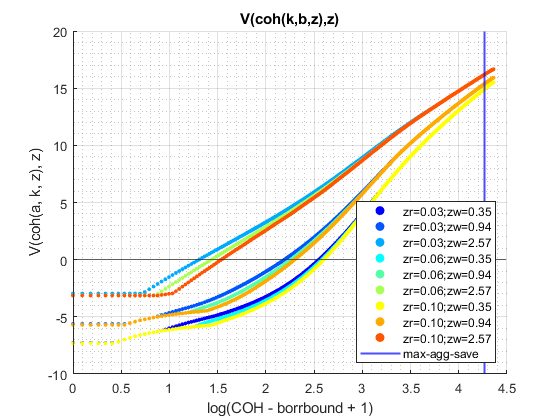 V(coh(k,b,z),z)
20
15
10
5
0
-5
-10
V(coh(a, k, z), z)
zr=0.03;zw=0.35
zr=0.03;zw=0.94
zr=0.03;zw=2.57
zr=0.06;zw=0.35
zr=0.06;zw=0.94
zr=0.06;zw=2.57
zr=0.10;zw=0.35
zr=0.10;zw=0.94
zr=0.10;zw=2.57
max-agg-save
0 0.5 1 1.5 2 2.5 3 3.5 4 4.5
log(COH - borrbound + 1)